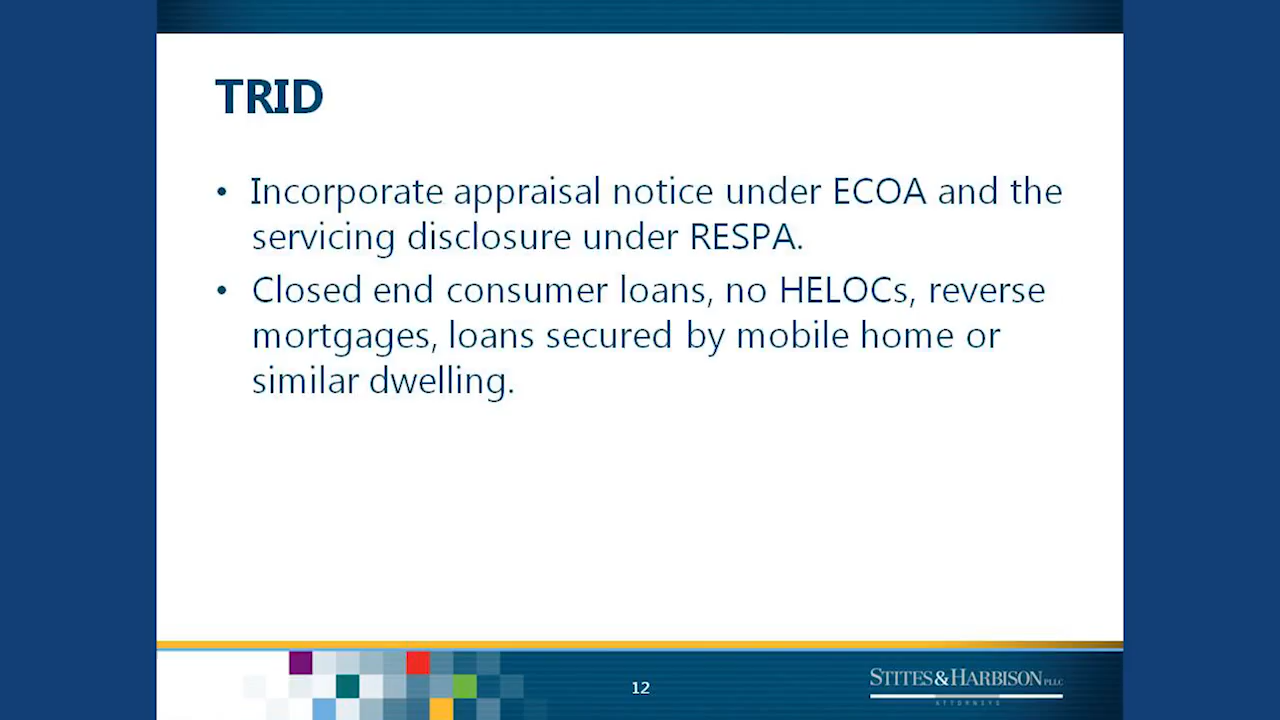 TRID
• Incorporate appraisal notice under ECOA and the
servicing disclosure under RESPA.
• Closed end consumer loans, no HELOCs, reverse
mortgages, loans secured by mobile home or
similar dwelling.
12
STITES&HARBISON PLLC
ATTORNEYS